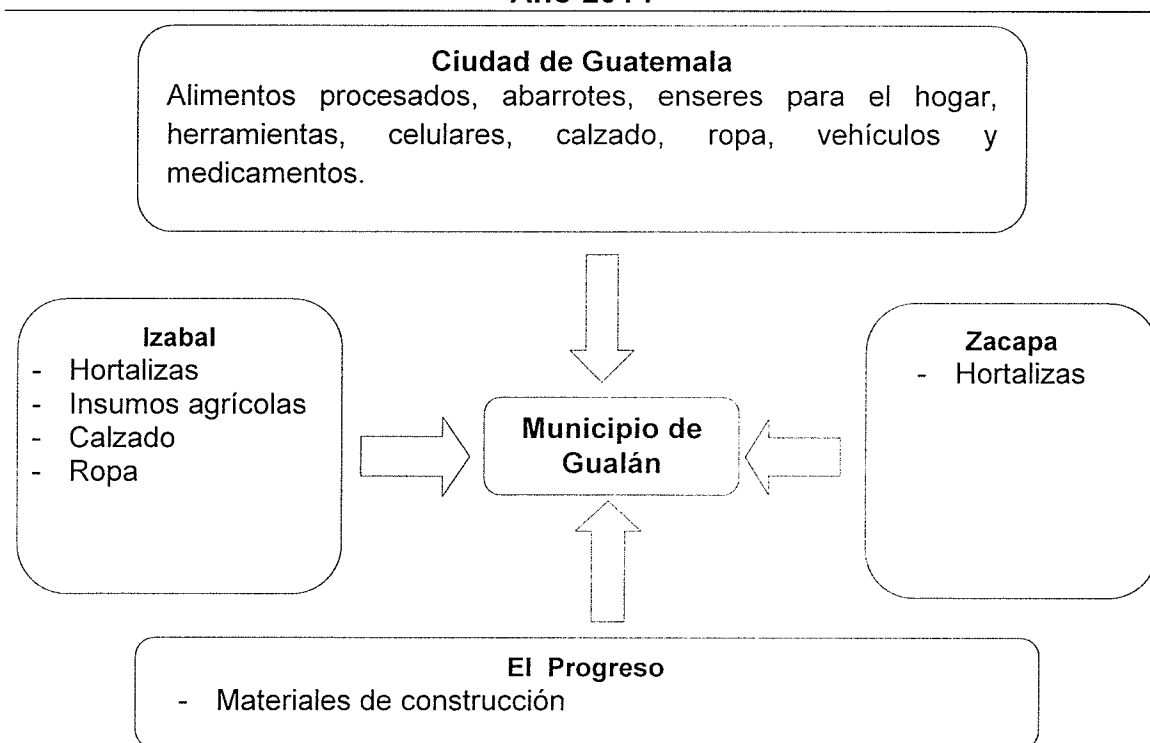 Ciudad de Guatemala
Alimentos procesados, abarrotes, enseres para el hogar,
herramientas, celulares, calzado, ropa, vehículos y
medicamentos.
Izabal
- Hortalizas
- Insumos agrícolas
- Calzado
- Ropa
Zacapa
- Hortalizas
Municipio de
Gualán
El Progreso
- Materiales de construcción